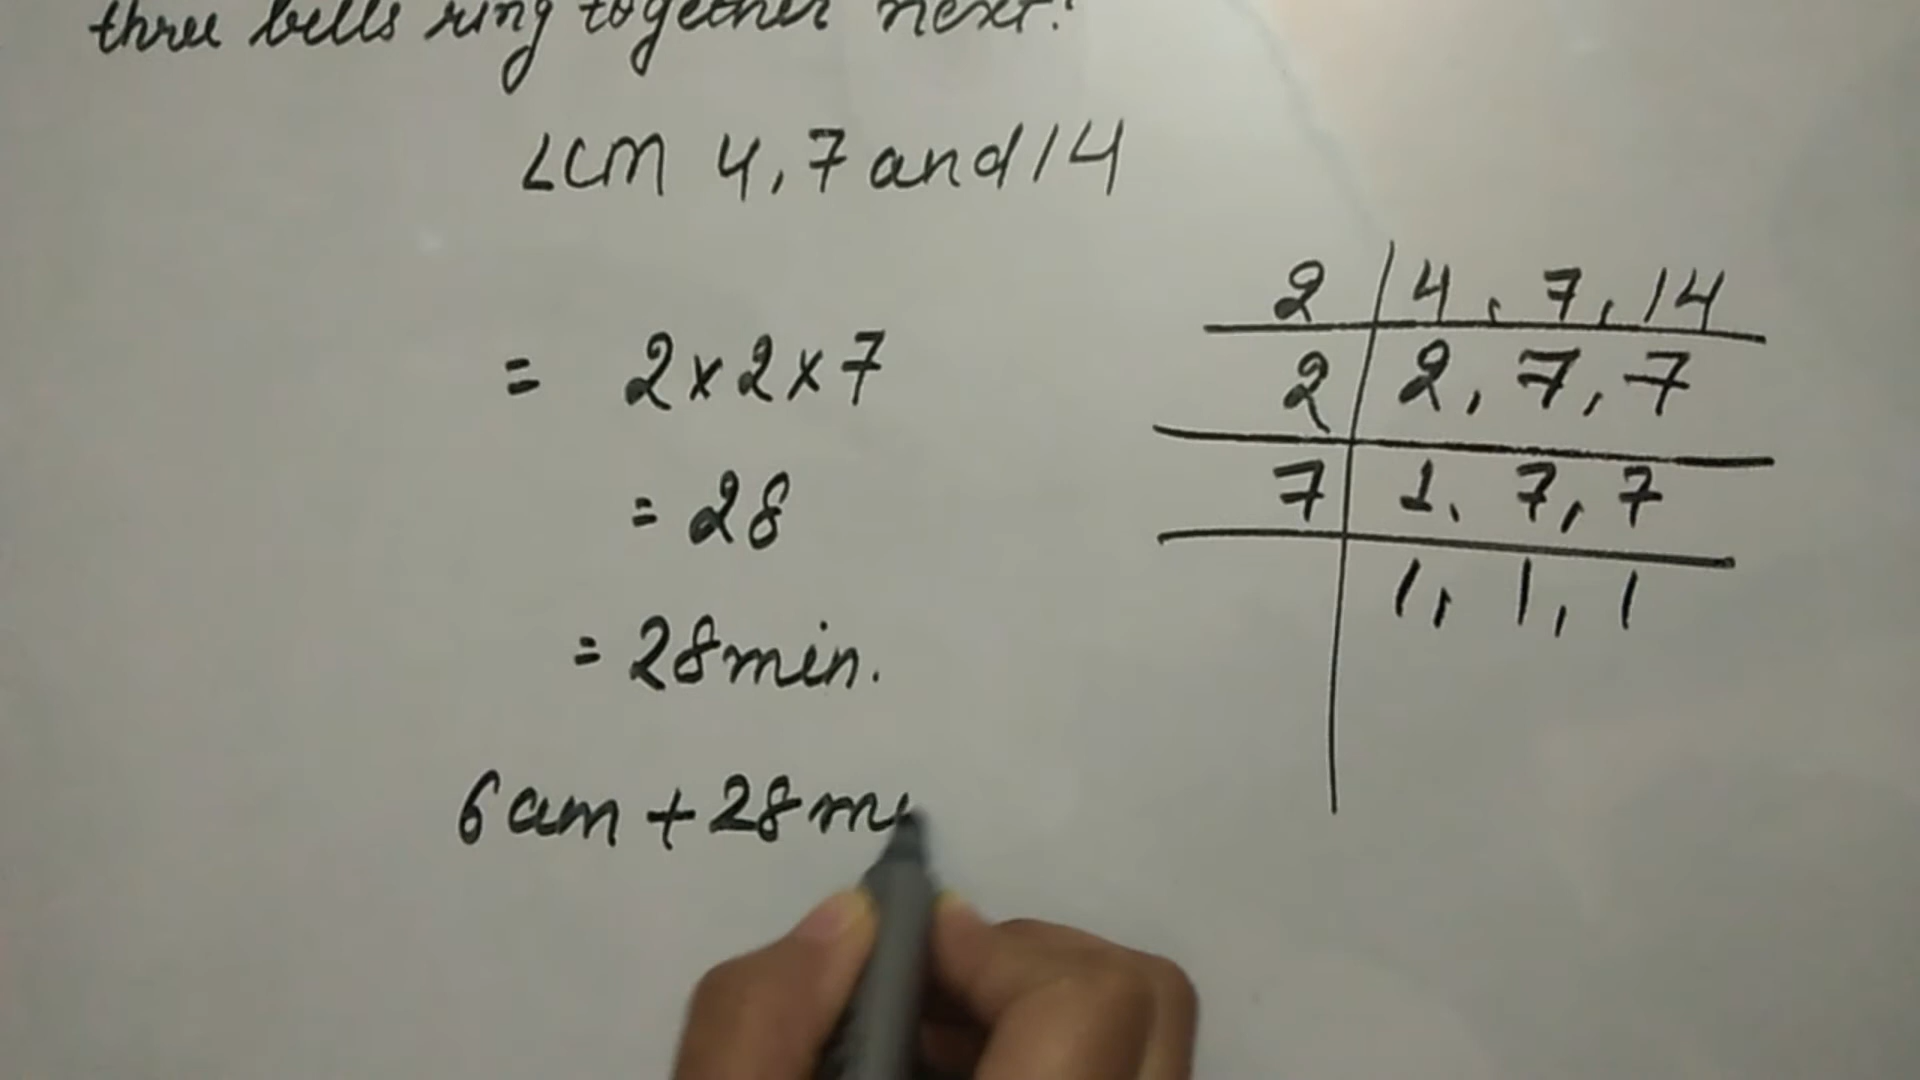 three bells ring together next?
LCM 4, 7 and 14
2 | 4, 7, 14
= 2×2×7
2 | 2, 7, 7
= 28
7 | 1, 7, 7
1, 1, 1
= 28 min.
6 am + 28 m